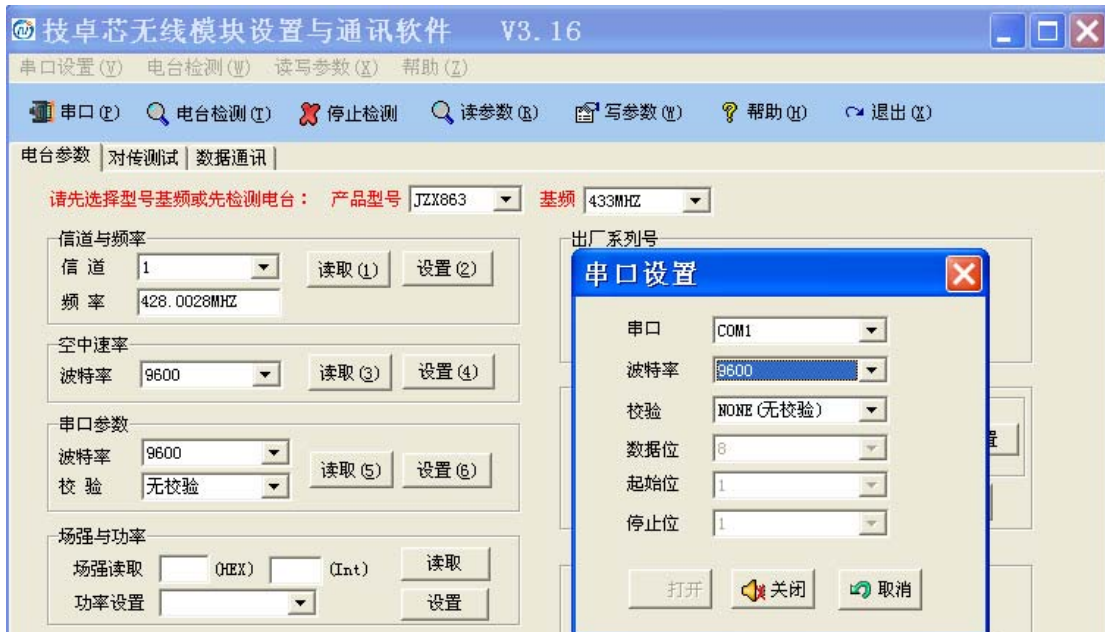 技卓芯无线模块设置与通讯软件 V3.16
串口设置(V) 电台检测(W) 读写参数(X) 帮助(Z)
串口(P) 电台检测(T) 停止检测 读参数(R) 写参数(W) 帮助(H) 退出(X)
电台参数 对传测试 数据通讯
请先选择型号基频或先检测电台： 产品型号 JZX863 基频 433MHZ
信道与频率
信 道 1 读取(1) 设置(2)
频 率 428.0028MHZ
空中速率
波特率 9600 读取(3) 设置(4)
串口参数
波特率 9600
校 验 无校验 读取(5) 设置(6)
场强与功率
场强读取 (HEX) (Int) 读取
功率设置 设置
出厂系列号
串口设置
串口 COM1
波特率 9600
校验 NONE(无校验)
数据位 8
起始位 1
停止位 1
打开 关闭 取消